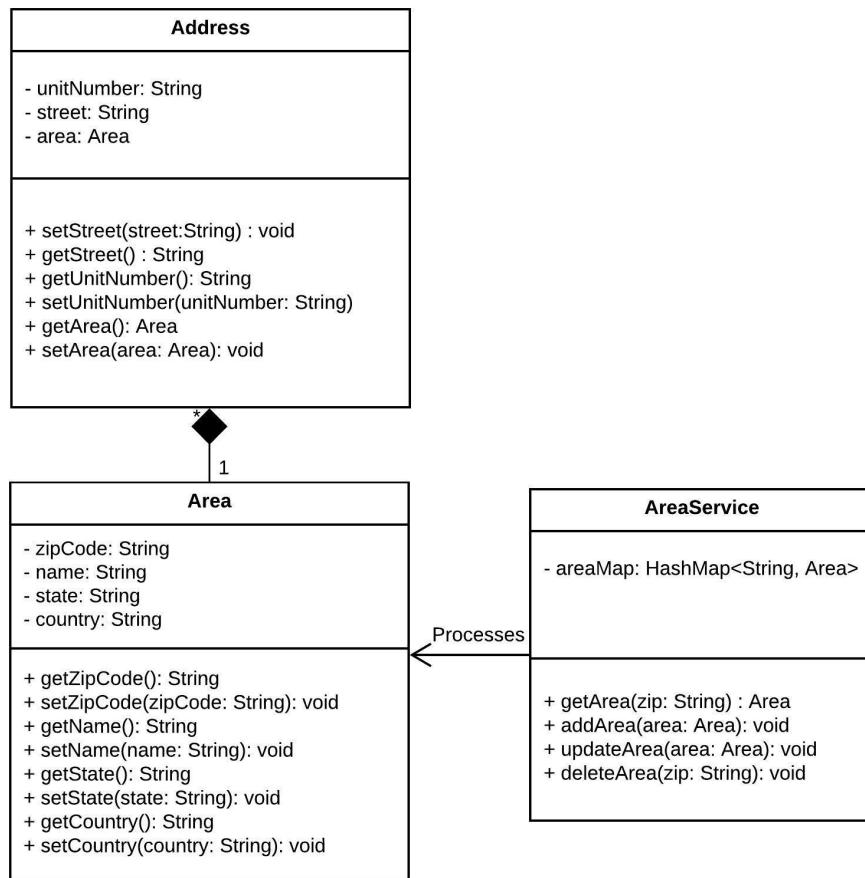 Address
- unitNumber: String
- street: String
- area: Area
+ setStreet(street:String) : void
+ getStreet() : String
+ getUnitNumber(): String
+ setUnitNumber(unitNumber: String)
+ getArea(): Area
+ setArea(area: Area): void
*
1
Area
- zipCode: String
- name: String
- state: String
- country: String
+ getZipCode(): String
+ setZipCode(zipCode: String): void
+ getName(): String
+ setName(name: String): void
+ getState(): String
+ setState(state: String): void
+ getCountry(): String
+ setCountry(country: String): void
Processes
AreaService
- areaMap: HashMap<String, Area>
+ getArea(zip: String) : Area
+ addArea(area: Area): void
+ updateArea(area: Area): void
+ deleteArea(zip: String): void